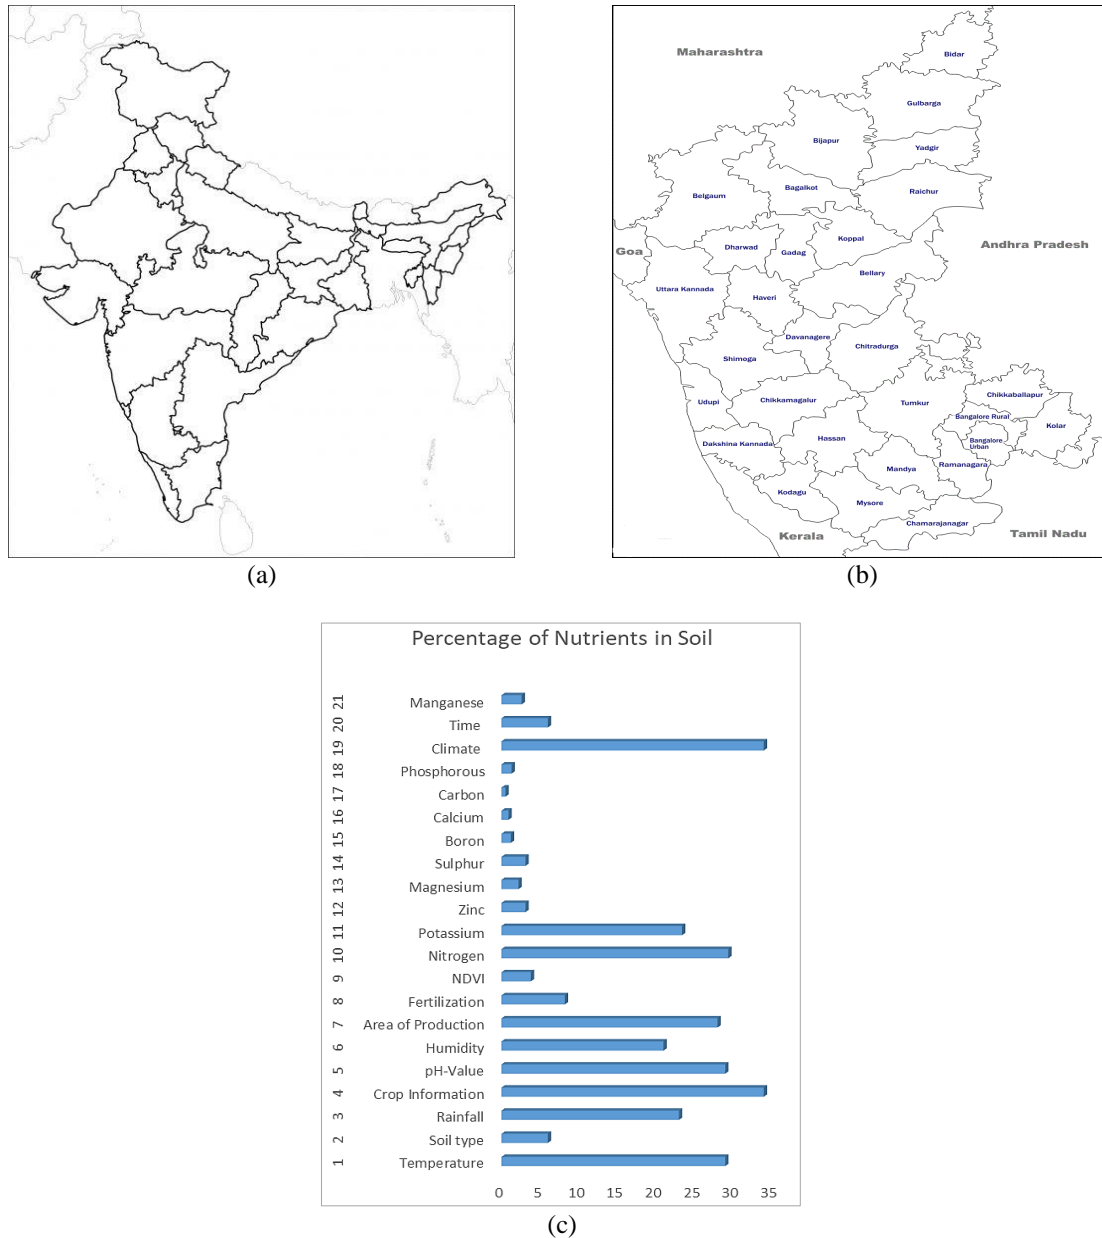 Maharashtra
Bidar
Gulbarga
Bijapur
Yadgir
Bagalkot
Raichur
Belgaum
Koppal
Dharwad
Gadag
Goa
Andhra Pradesh
Bellary
Uttara Kannada
Haveri
Davanagere
Chitradurga
Shimoga
Chikkaballapur
Udupi
Chikkamagalur
Tumkur
Bangalore Rural
Kolar
Hassan
Bangalore
Urban
Dakshina Kannada
Mandya
Ramanagara
Kodagu
Mysore
Chamarajanagar
Kerala
Tamil Nadu
(a)
(b)
Percentage of Nutrients in Soil
21 Manganese
20 Time
19 Climate
18 Phosphorous
17 Carbon
16 Calcium
15 Boron
14 Sulphur
13 Magnesium
12 Zinc
11 Potassium
10 Nitrogen
9 NDVI
8 Fertilization
7 Area of Production
6 Humidity
5 pH-Value
4 Crop Information
3 Rainfall
2 Soil type
1 Temperature
0 5 10 15 20 25 30 35
(c)